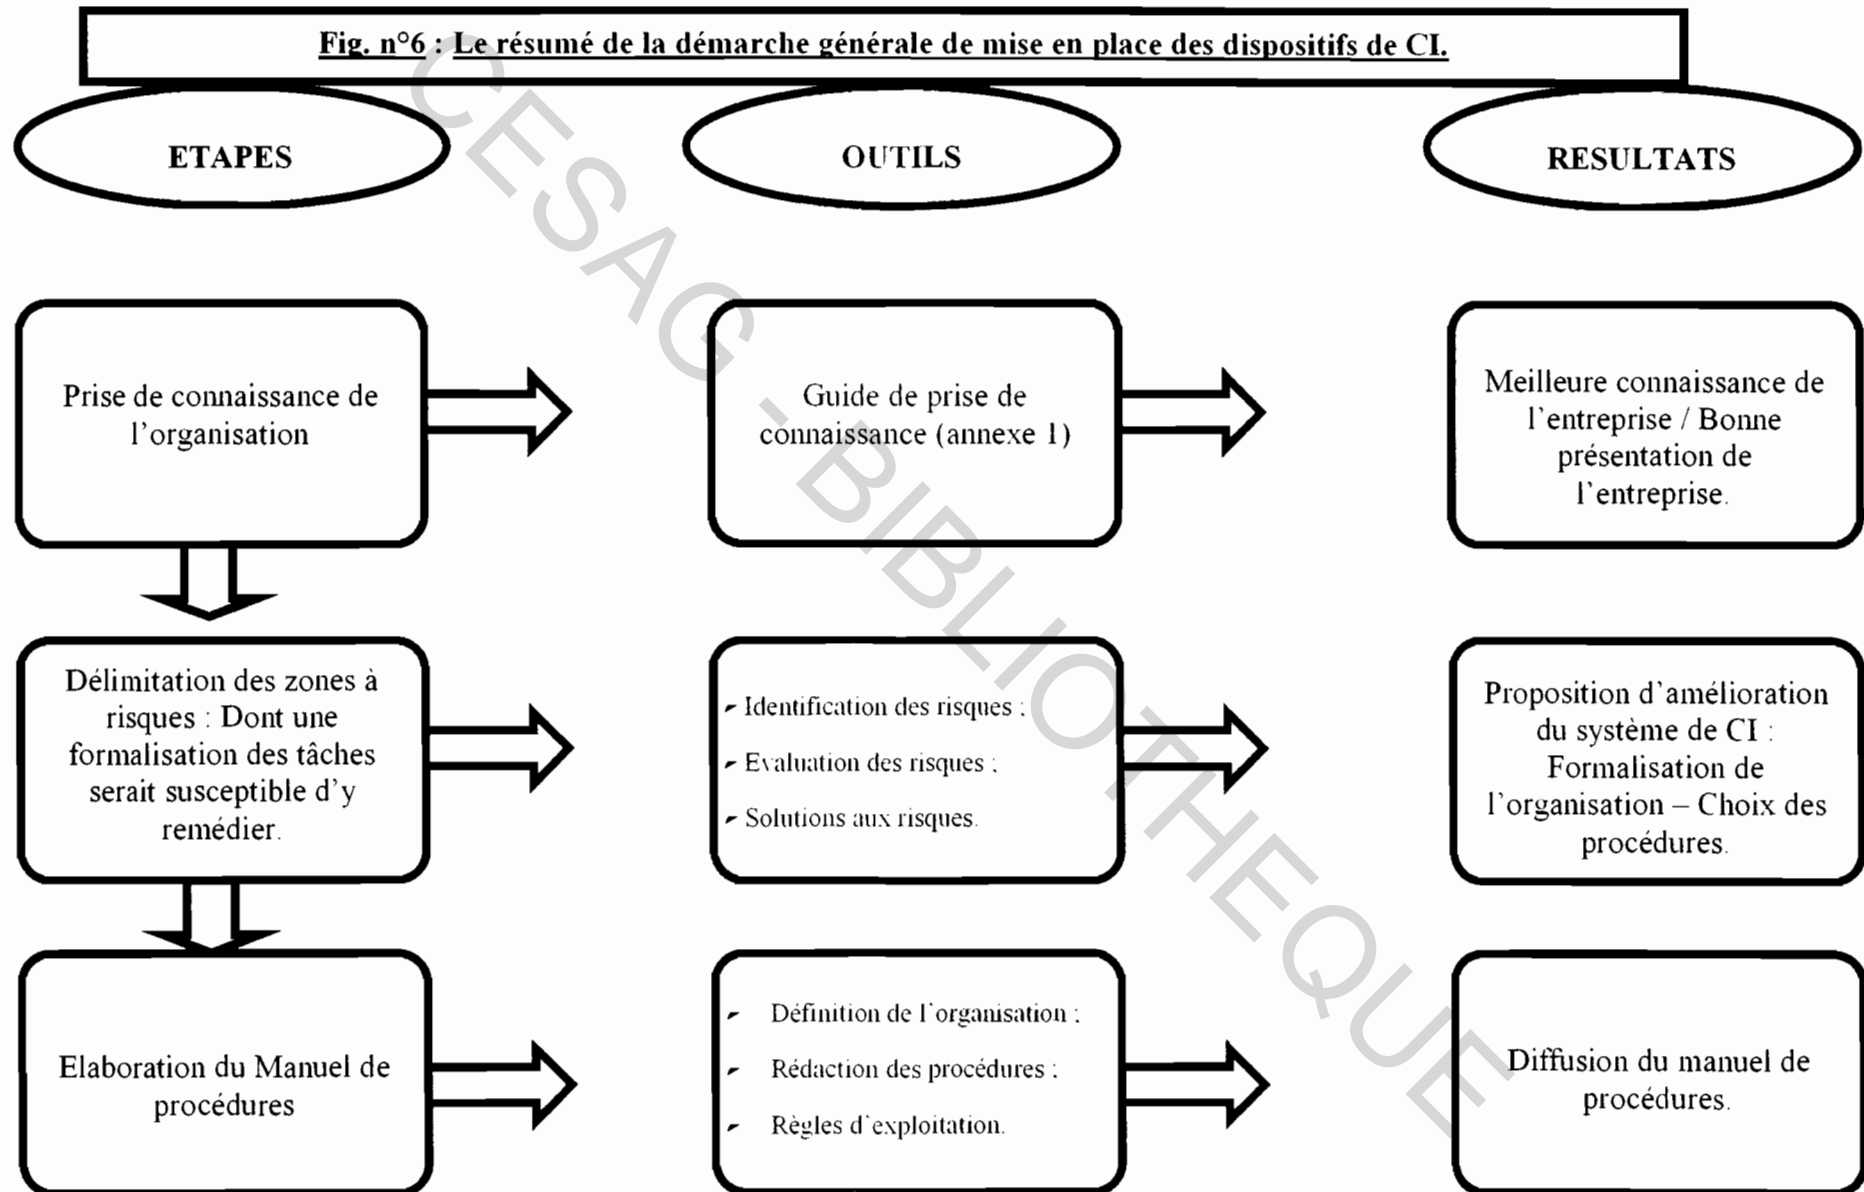 Fig. n°6 : Le résumé de la démarche générale de mise en place des dispositifs de CI.
ETAPES
OUTILS
RESULTATS
Prise de connaissance de
l'organisation
Guide de prise de
connaissance (annexe 1)
Meilleure connaissance de
l'entreprise / Bonne
présentation de
l'entreprise.
Délimitation des zones à
risques : Dont une
formalisation des tâches
serait susceptible d'y
remédier.
Identification des risques ;
Evaluation des risques ;
Solutions aux risques.
Proposition d'amélioration
du système de CI :
Formalisation de
l'organisation – Choix des
procédures.
Elaboration du Manuel de
procédures
Définition de l'organisation ;
Rédaction des procédures ;
Règles d'exploitation.
Diffusion du manuel de
procédures.
CESAG - BIBLIOTHEQUE